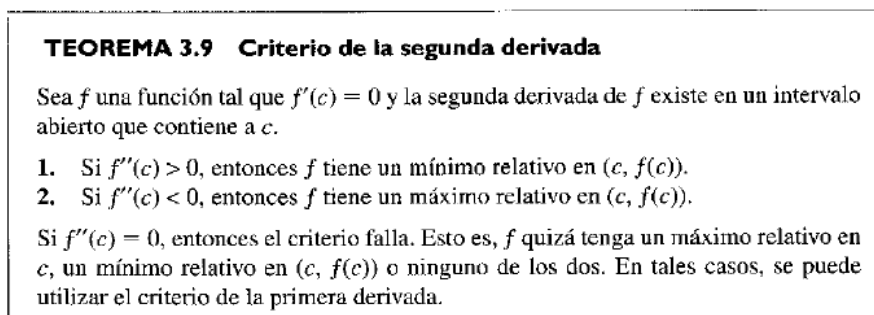 TEOREMA 3.9 Criterio de la segunda derivada
Sea f una función tal que f′(c) = 0 y la segunda derivada de f existe en un intervalo
abierto que contiene a c.
1. Si f″(c) > 0, entonces f tiene un mínimo relativo en (c, f(c)).
2. Si f″(c) < 0, entonces f tiene un máximo relativo en (c, f(c)).
Si f″(c) = 0, entonces el criterio falla. Esto es, f quizá tenga un máximo relativo en
c, un mínimo relativo en (c, f(c)) o ninguno de los dos. En tales casos, se puede
utilizar el criterio de la primera derivada.